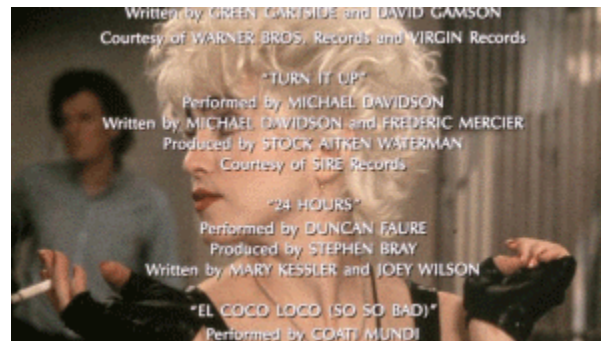 Written by GREEN GARTSIDE and DAVID GAMSON
Courtesy of WARNER BROS. Records and VIRGIN Records
"TURN IT UP"
Performed by MICHAEL DAVIDSON
Written by MICHAEL DAVIDSON and FREDERIC MERCIER
Produced by STOCK AITKEN WATERMAN
Courtesy of SIRE Records
"24 HOURS"
Performed by DUNCAN FAURE
Produced by STEPHEN BRAY
Written by MARY KESSLER and JOEY WILSON
"EL COCO LOCO (SO SO BAD)"
Performed by COATI MUNDI